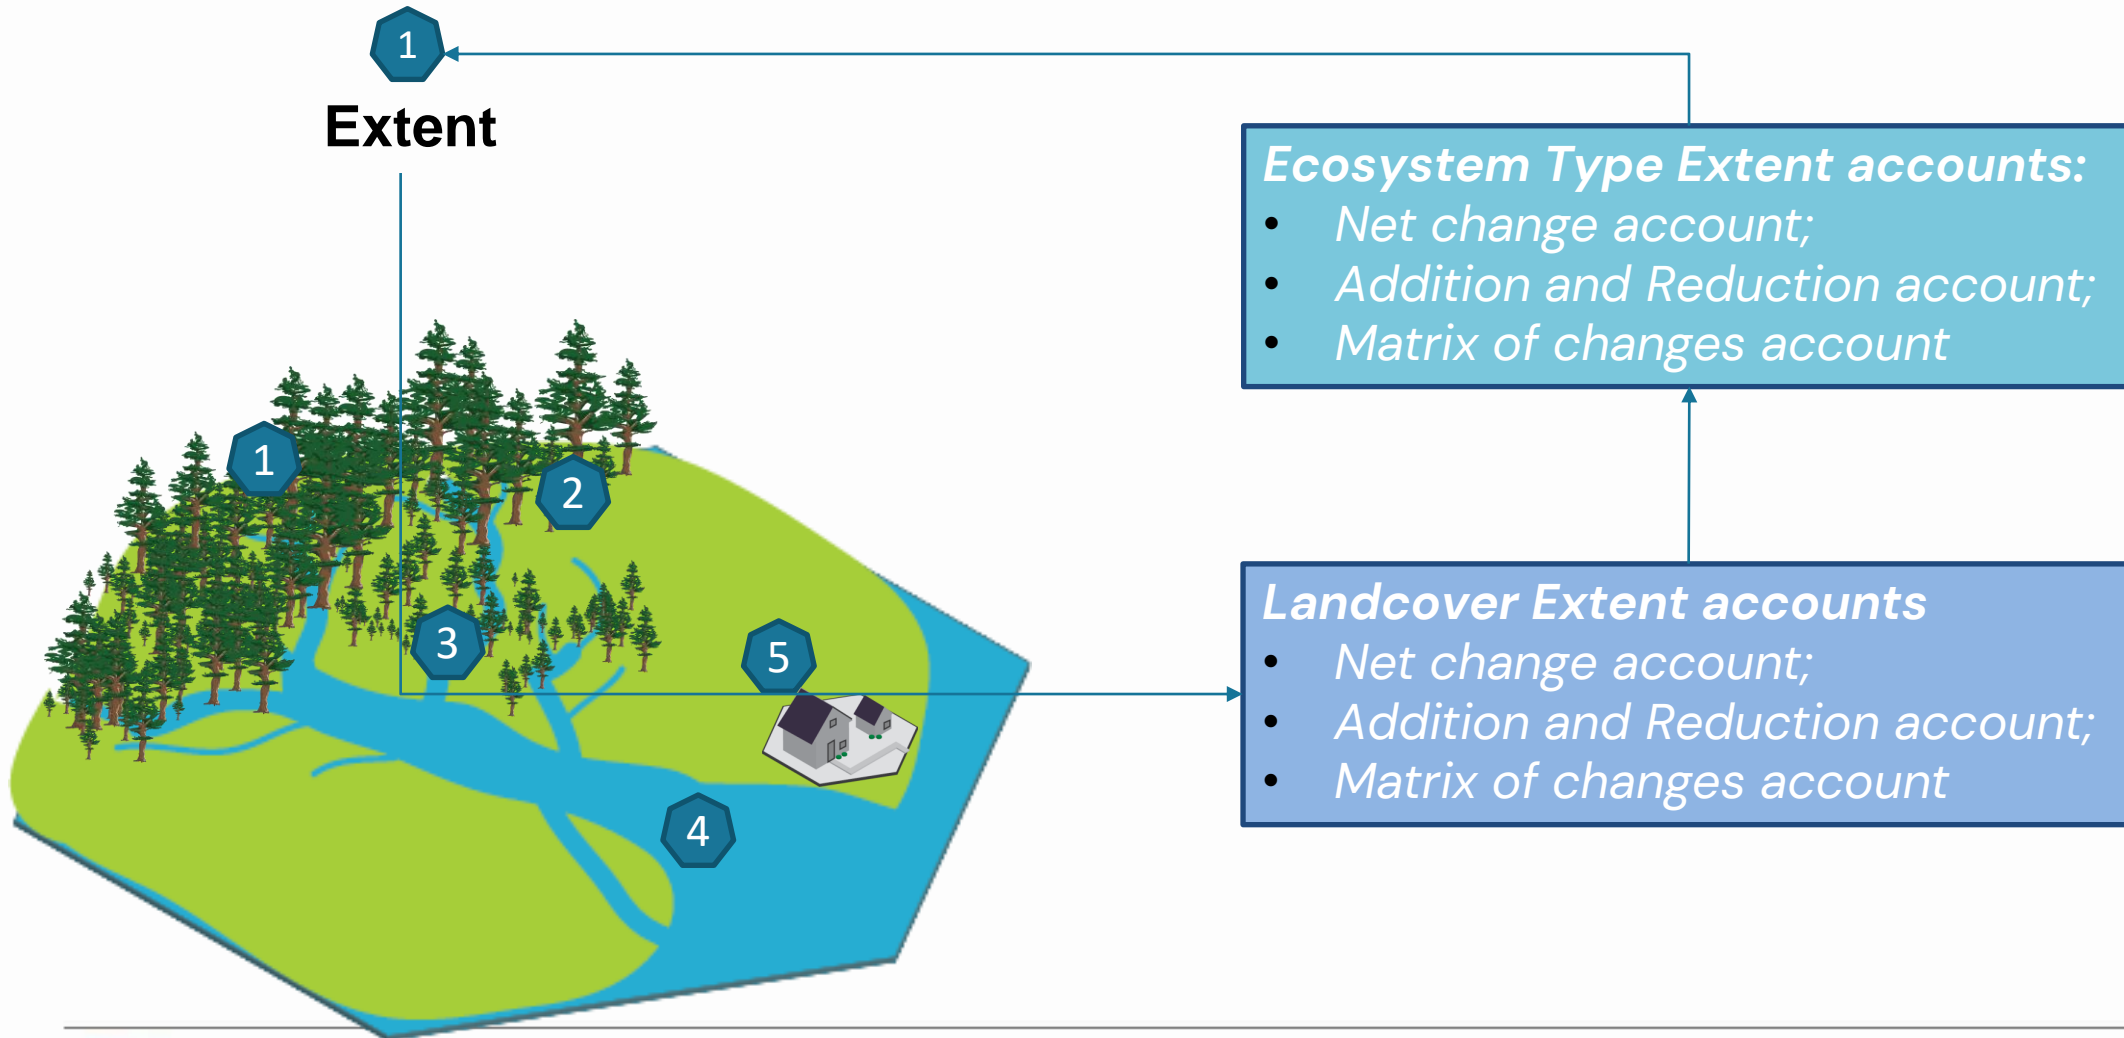 1
Extent
Ecosystem Type Extent accounts:
• Net change account;
• Addition and Reduction account;
• Matrix of changes account
1
2
3
5
4
Landcover Extent accounts
• Net change account;
• Addition and Reduction account;
• Matrix of changes account